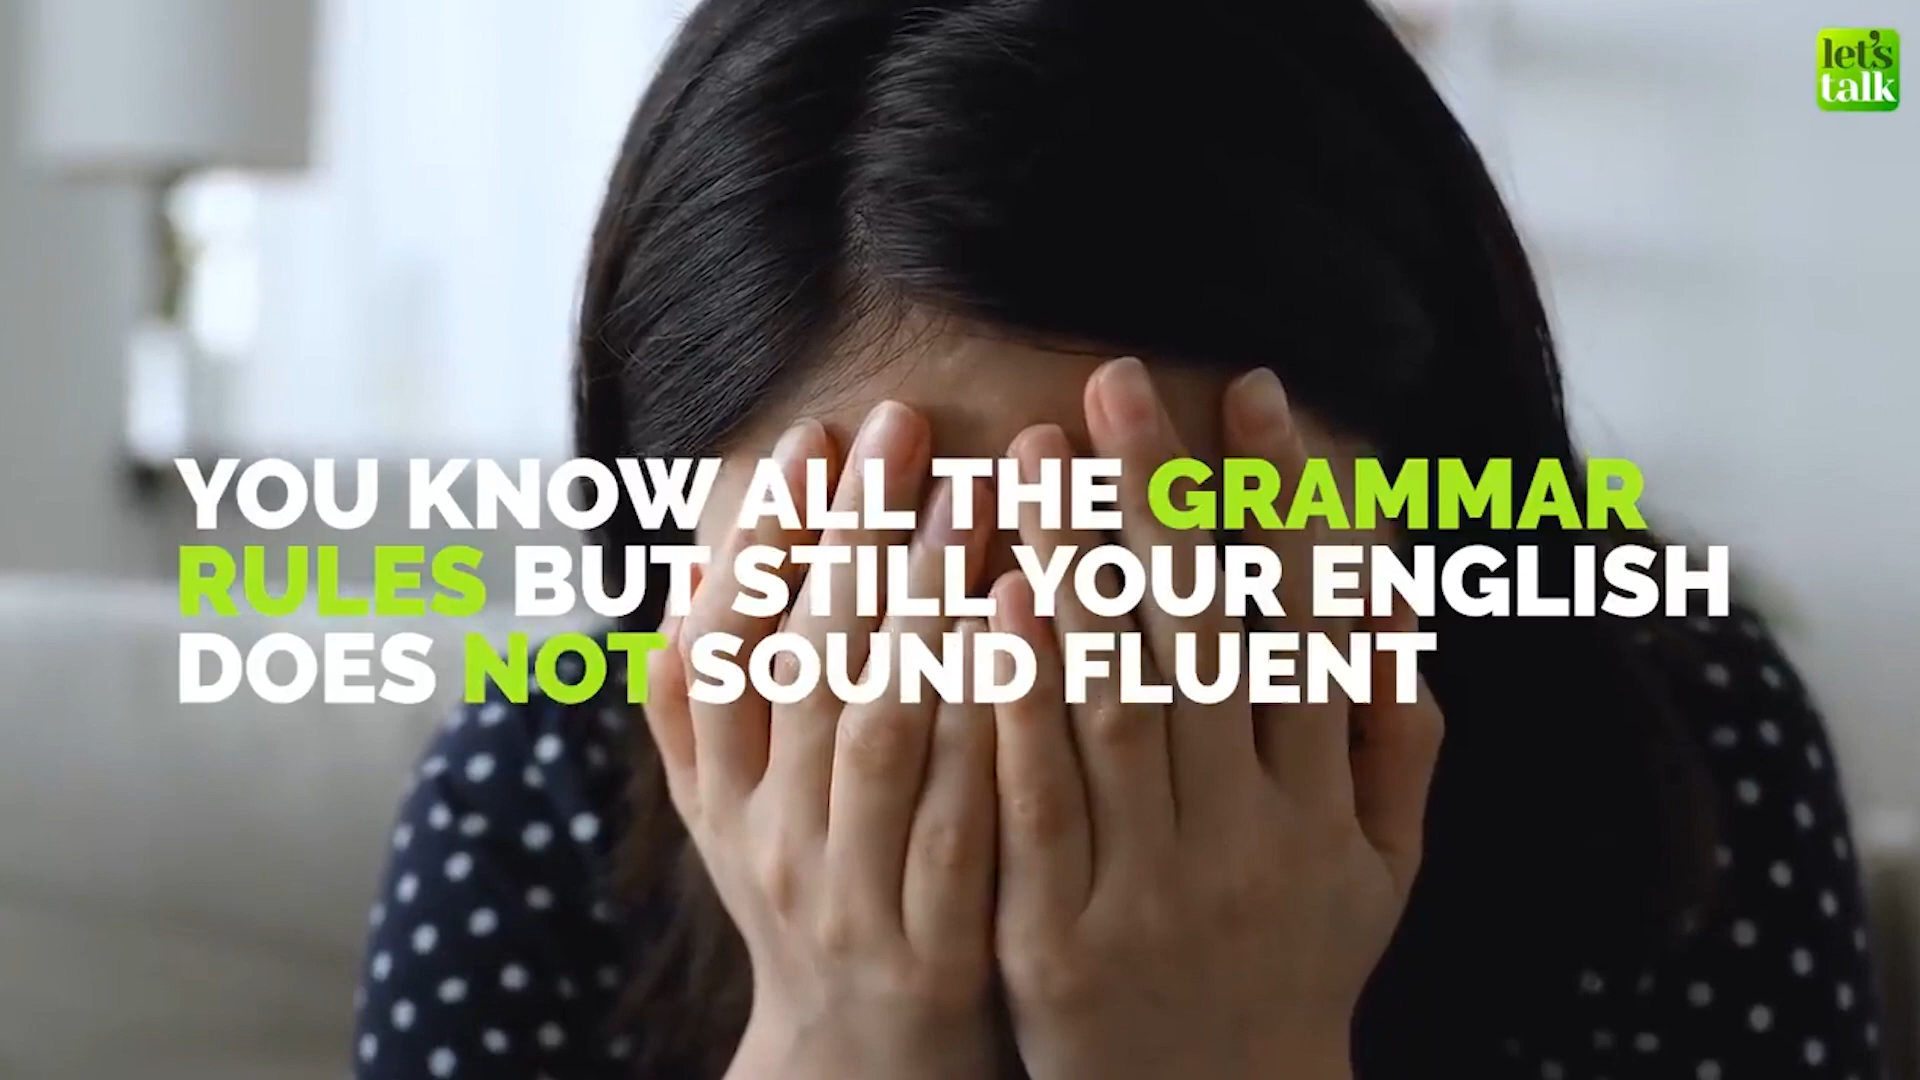 let's
talk
YOU KNOW ALL THE GRAMMAR
RULES BUT STILL YOUR ENGLISH
DOES NOT SOUND FLUENT